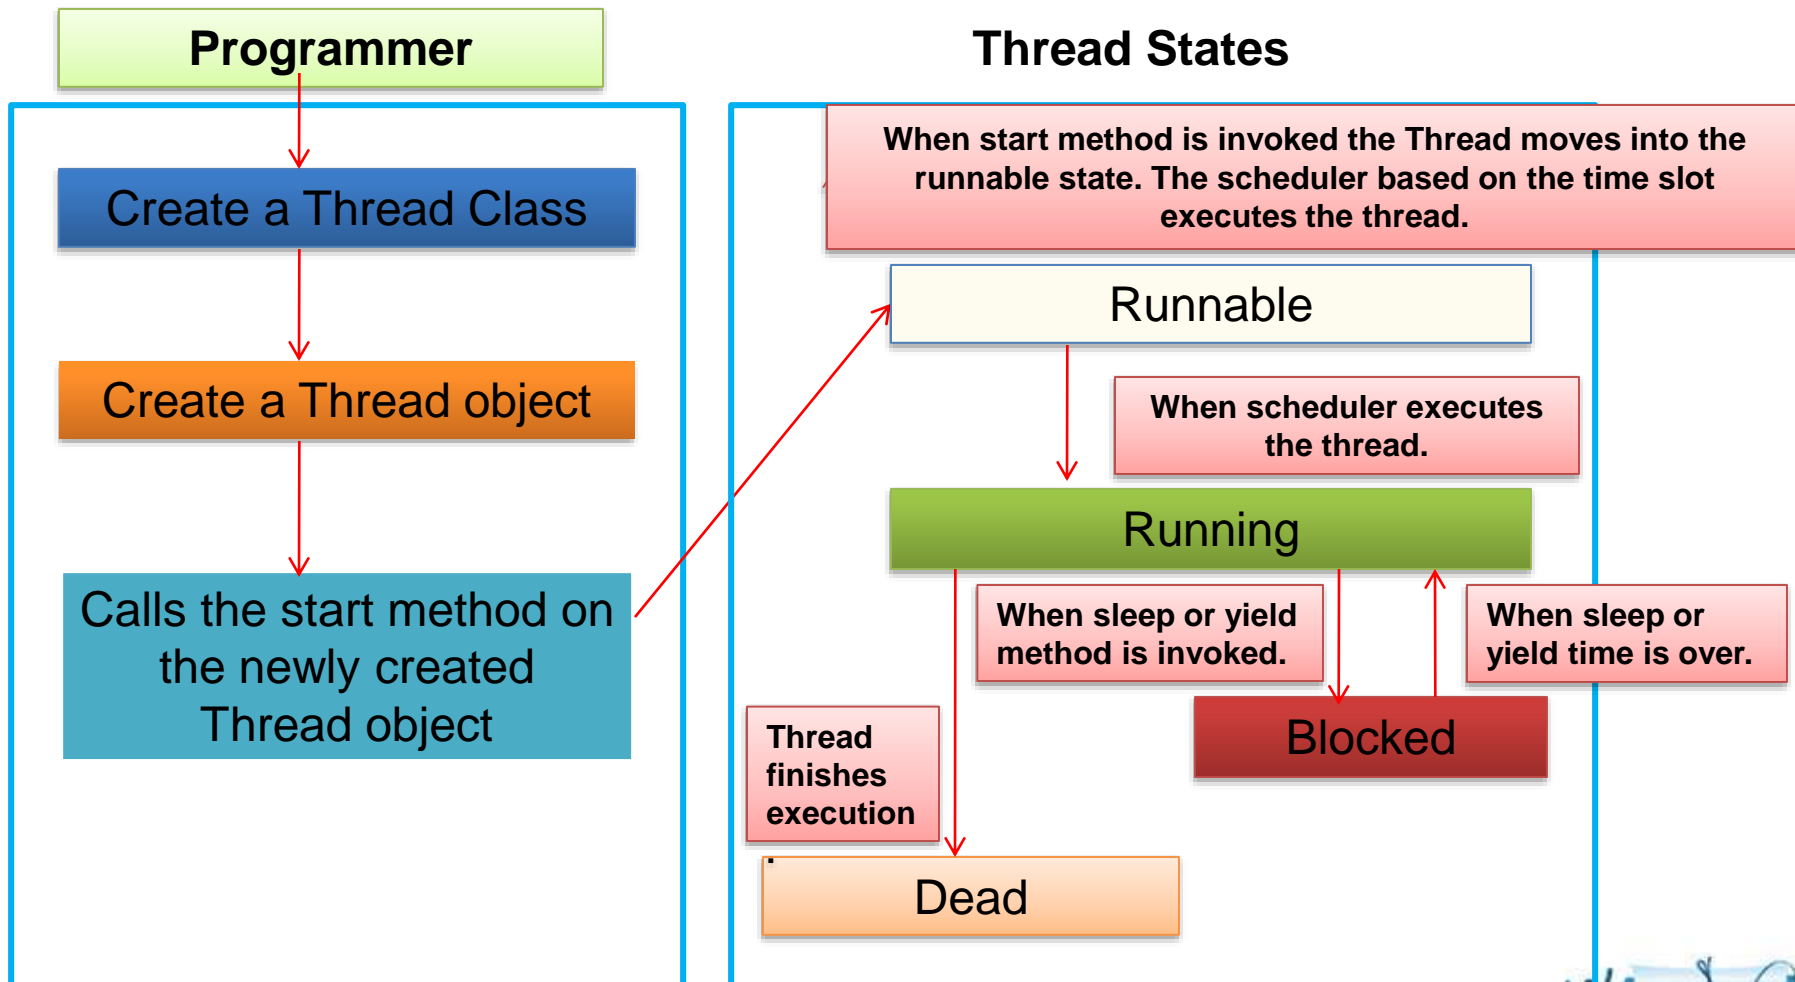 Programmer
Create a Thread Class
Create a Thread object
Calls the start method on
the newly created
Thread object
Thread States
When start method is invoked the Thread moves into the
runnable state. The scheduler based on the time slot
executes the thread.
Runnable
When scheduler executes
the thread.
Running
When sleep or yield
method is invoked.
When sleep or
yield time is over.
Blocked
Thread
finishes
execution
.
Dead